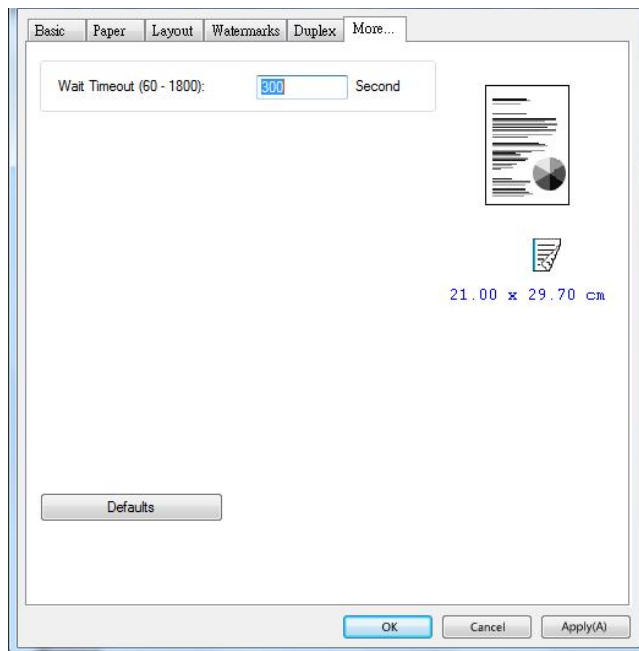 Basic Paper Layout Watermarks Duplex More...
Wait Timeout (60 - 1800): 300 Second
21.00 x 29.70 cm
Defaults
OK Cancel Apply(A)